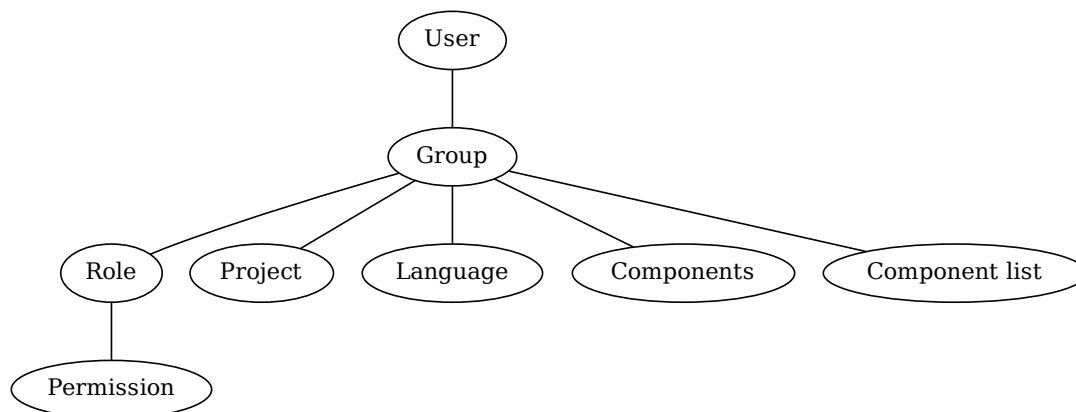 User
Group
Role
Project
Language
Components
Component list
Permission